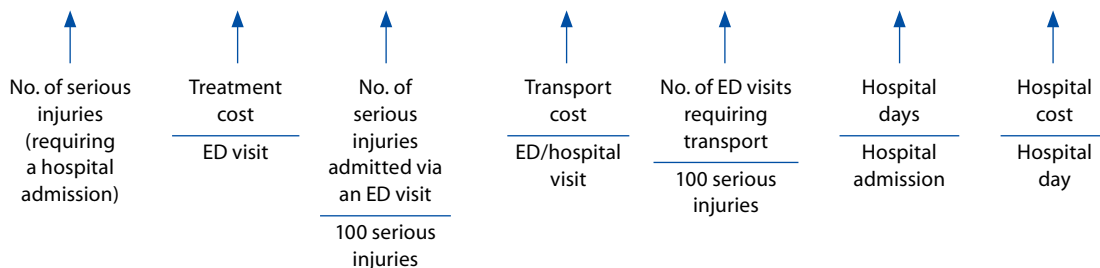 No. of serious
injuries
(requiring
a hospital
admission)
Treatment
cost
ED visit
No. of
serious
injuries
admitted via
an ED visit
100 serious
injuries
Transport
cost
ED/hospital
visit
No. of ED visits
requiring
transport
100 serious
injuries
Hospital
days
Hospital
admission
Hospital
cost
Hospital
day